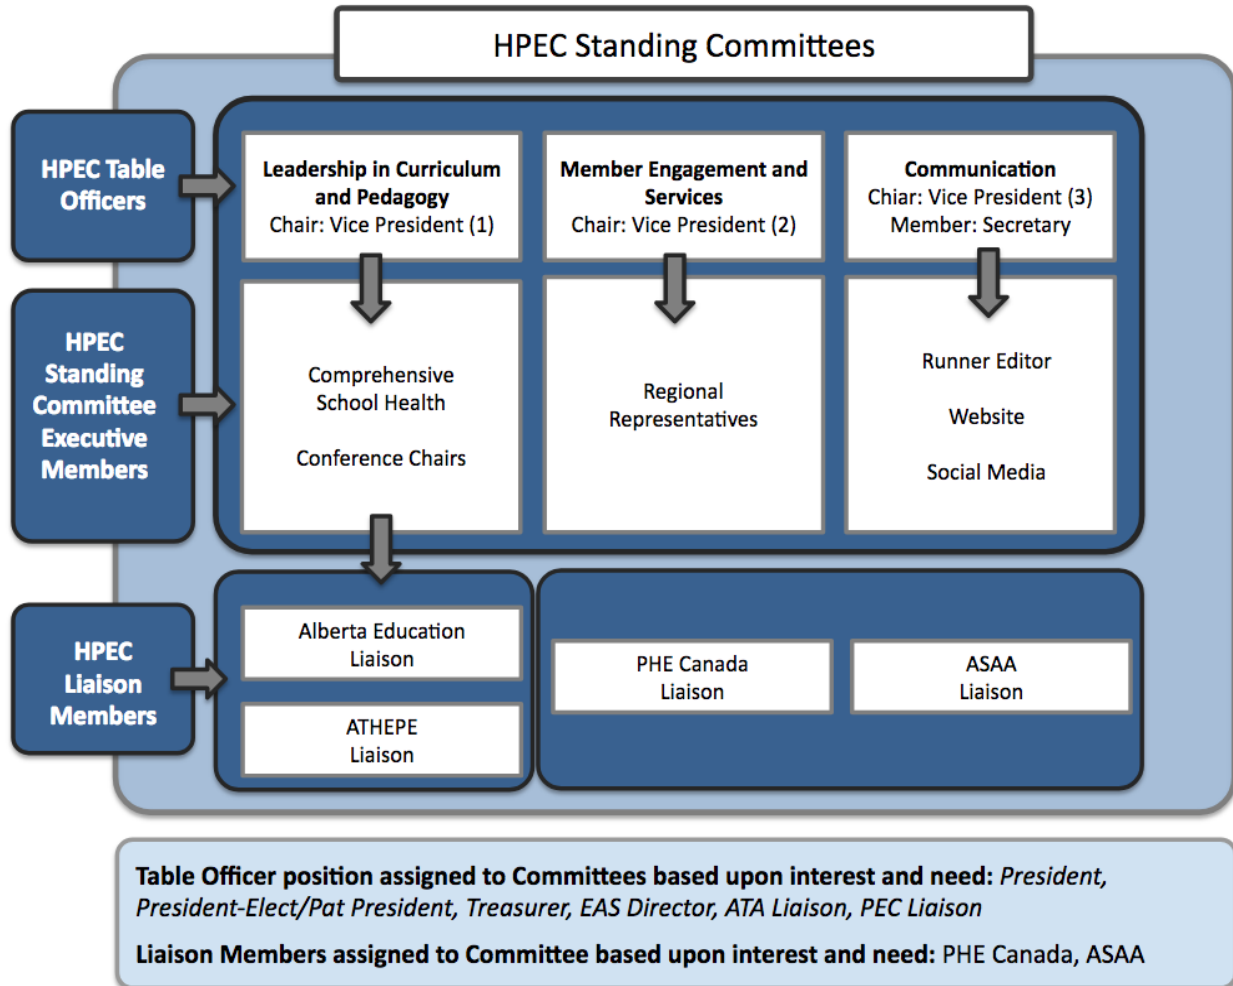 HPEC Standing Committees
HPEC Table
Officers
Leadership in Curriculum
and Pedagogy
Chair: Vice President (1)
Member Engagement and
Services
Chair: Vice President (2)
Communication
Chiar: Vice President (3)
Member: Secretary
HPEC
Standing
Committee
Executive
Members
Comprehensive
School Health
Conference Chairs
Regional
Representatives
Runner Editor
Website
Social Media
HPEC
Liaison
Members
Alberta Education
Liaison
ATHEPE
Liaison
PHE Canada
Liaison
ASAA
Liaison
Table Officer position assigned to Committees based upon interest and need: President,
President-Elect/Pat President, Treasurer, EAS Director, ATA Liaison, PEC Liaison
Liaison Members assigned to Committee based upon interest and need: PHE Canada, ASAA